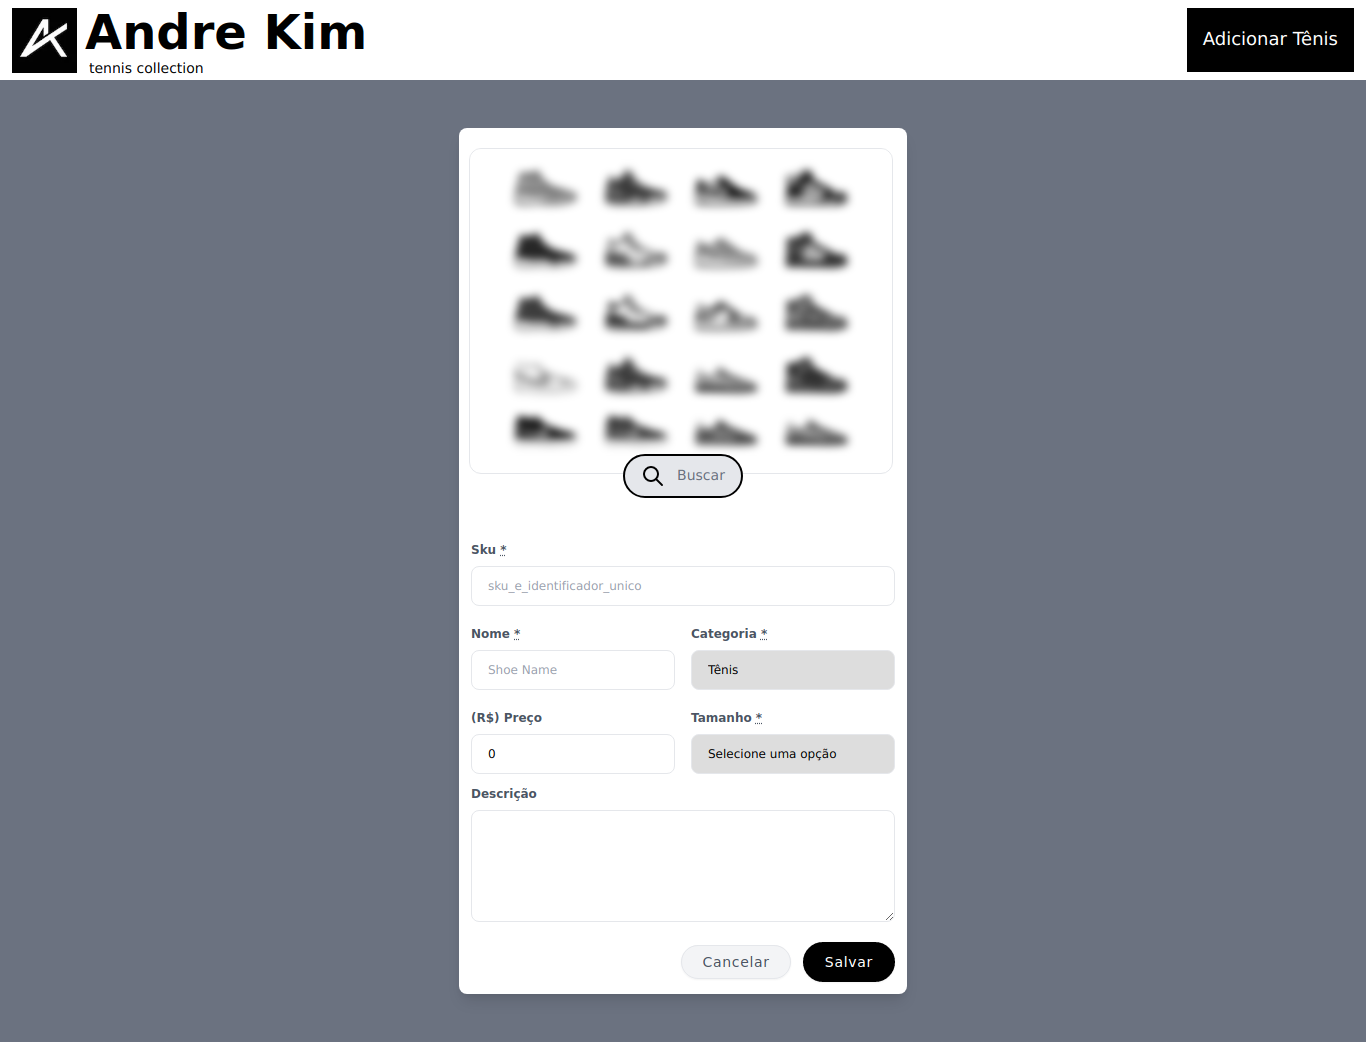 Andre Kim
tennis collection
Adicionar Tênis
Buscar
Sku *
sku_e_identificador_unico
Nome *
Categoria *
Shoe Name
Tênis
(R$) Preço
Tamanho *
0
Selecione uma opção
Descrição
Cancelar
Salvar